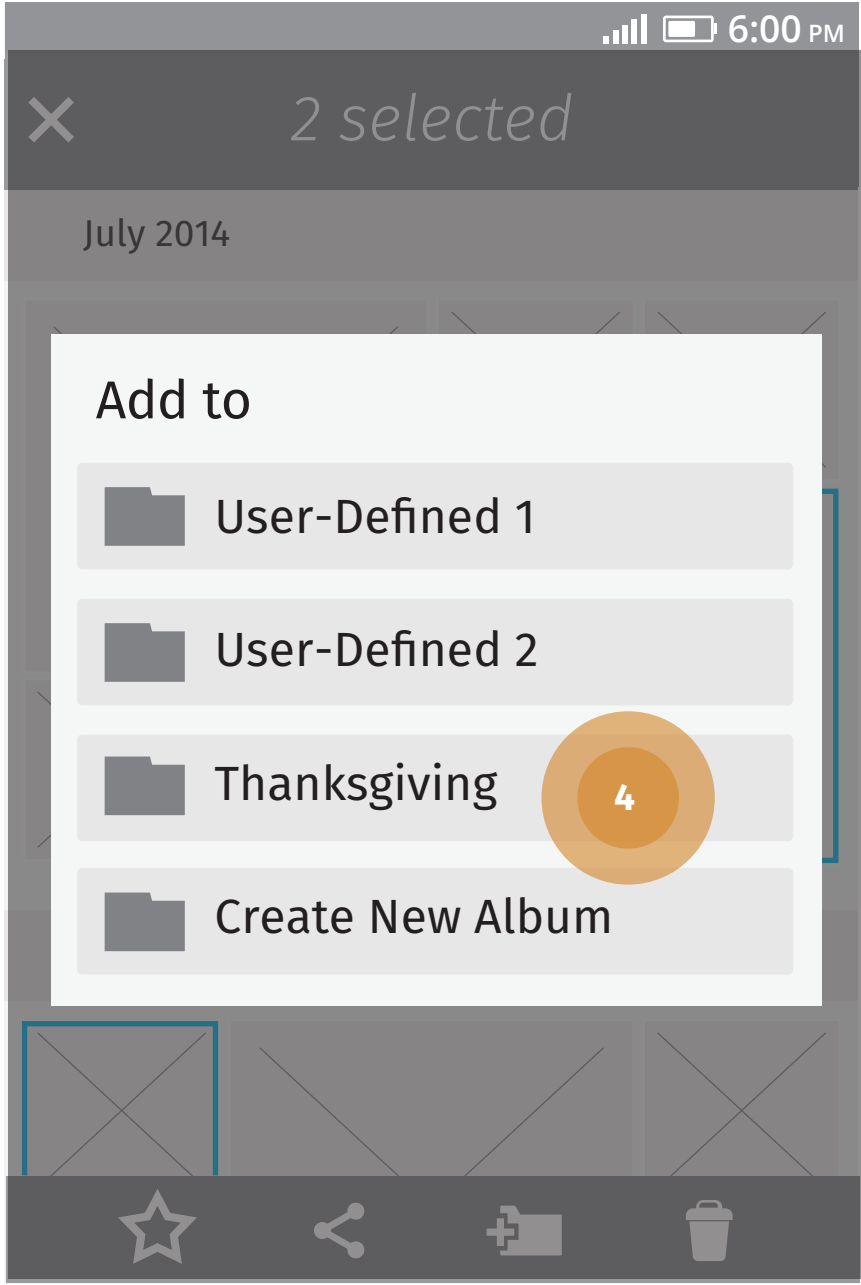 6:00 PM
2 selected
July 2014
Add to
User-Defined 1
User-Defined 2
Thanksgiving
4
Create New Album